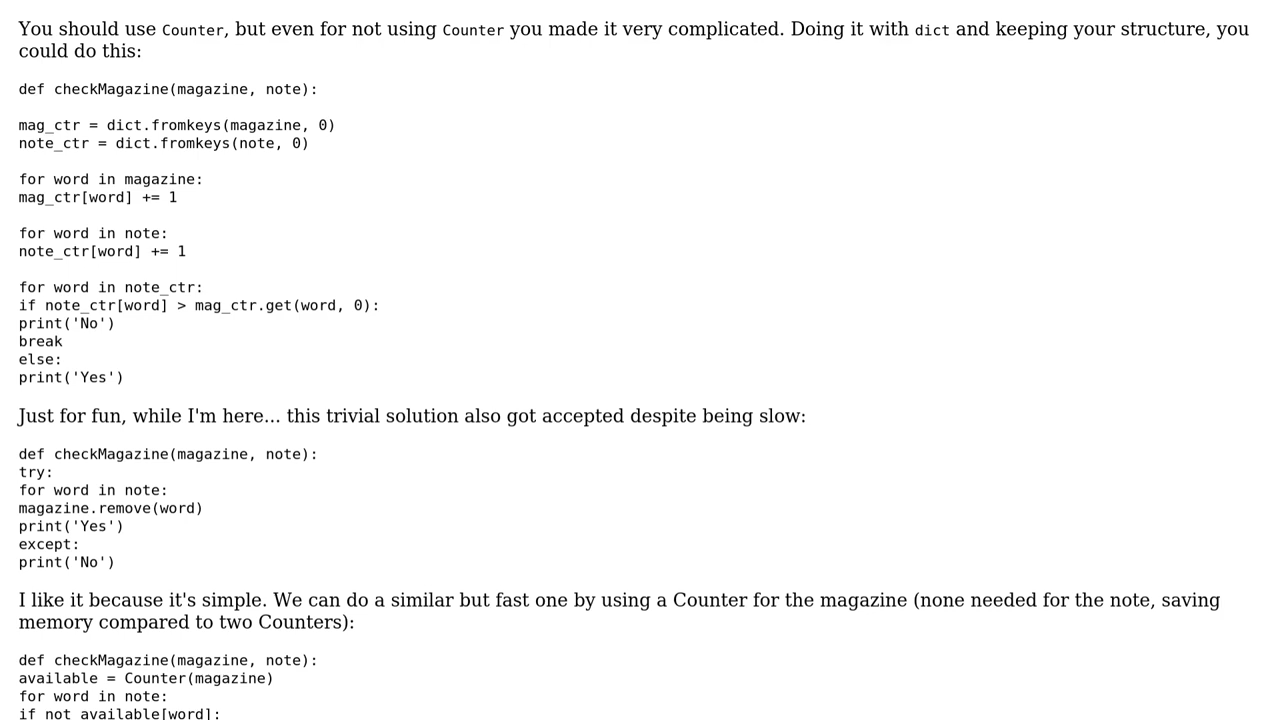 You should use Counter, but even for not using Counter you made it very complicated. Doing it with dict and keeping your structure, you
could do this:
def checkMagazine(magazine, note):
mag_ctr = dict.fromkeys(magazine, 0)
note_ctr = dict.fromkeys(note, 0)
for word in magazine:
mag_ctr[word] += 1
for word in note:
note_ctr[word] += 1
for word in note_ctr:
if note_ctr[word] > mag_ctr.get(word, 0):
print('No')
break
else:
print('Yes')
Just for fun, while I'm here... this trivial solution also got accepted despite being slow:
def checkMagazine(magazine, note):
try:
for word in note:
magazine.remove(word)
print('Yes')
except:
print('No')
I like it because it's simple. We can do a similar but fast one by using a Counter for the magazine (none needed for the note, saving
memory compared to two Counters):
def checkMagazine(magazine, note):
available = Counter(magazine)
for word in note:
if not available[word]: